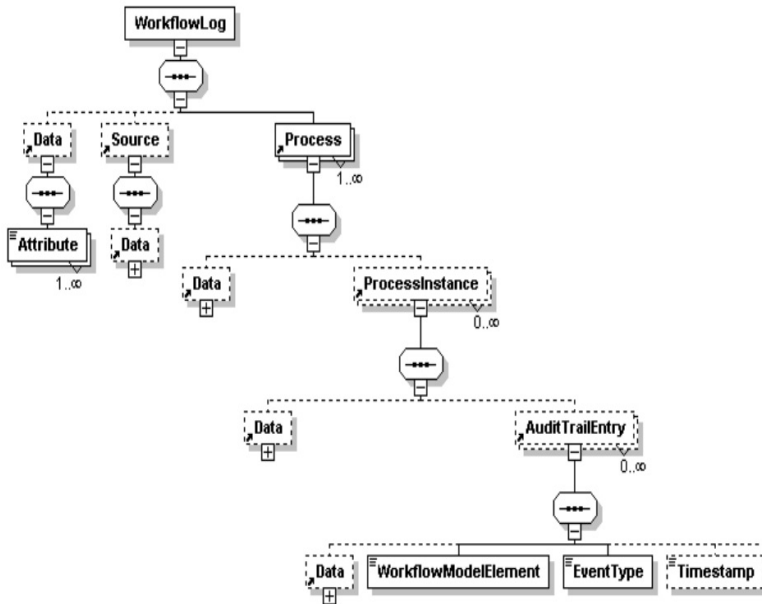 WorkflowLog
Data
Source
Process
1..∞
Attribute
1..∞
Data
Data
ProcessInstance
0..∞
Data
AuditTrailEntry
0..∞
Data
WorkflowModelElement
EventType
Timestamp